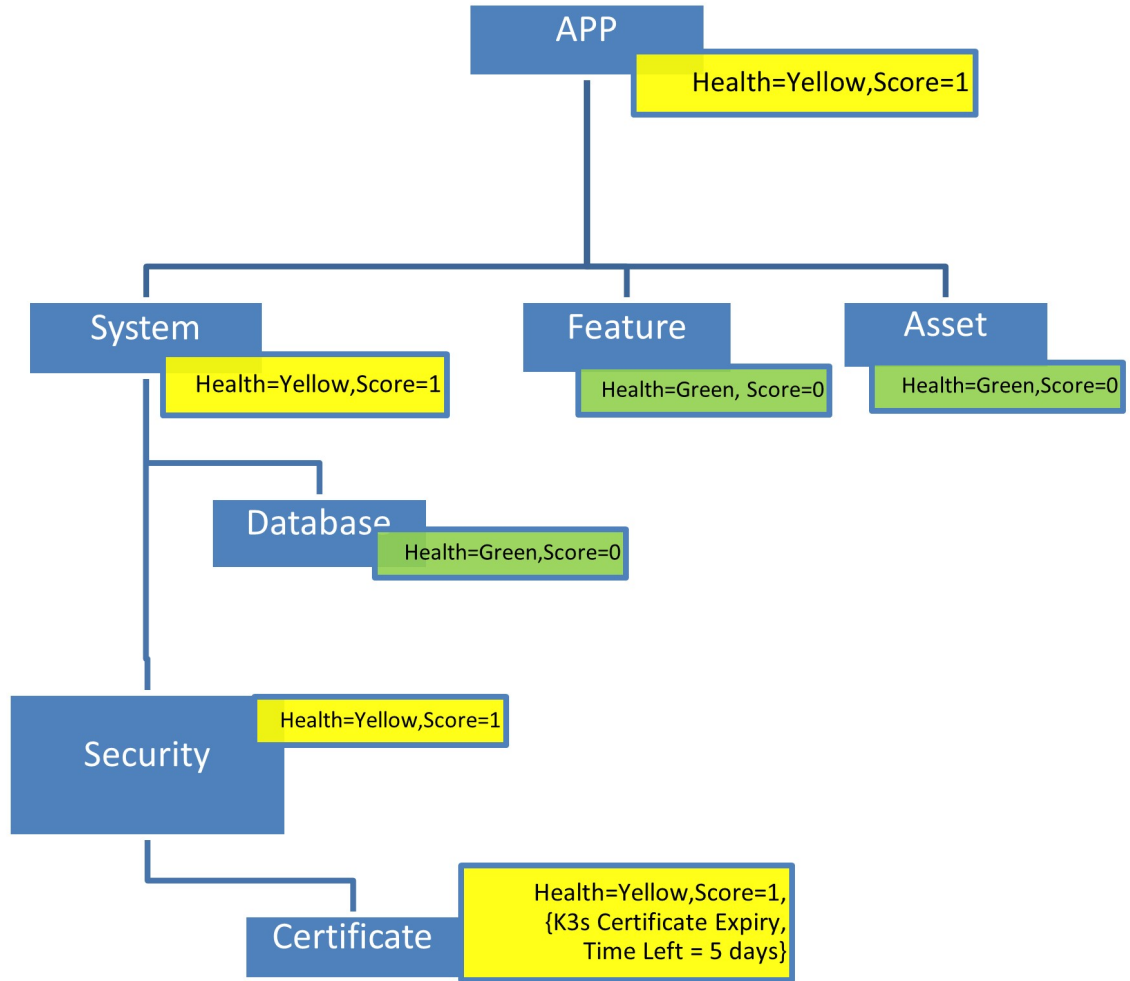 APP
Health=Yellow,Score=1
System
Health=Yellow,Score=1
Feature
Health=Green, Score=0
Asset
Health=Green,Score=0
Database
Health=Green,Score=0
Security
Health=Yellow,Score=1
Certificate
Health=Yellow,Score=1,
{K3s Certificate Expiry,
Time Left = 5 days}